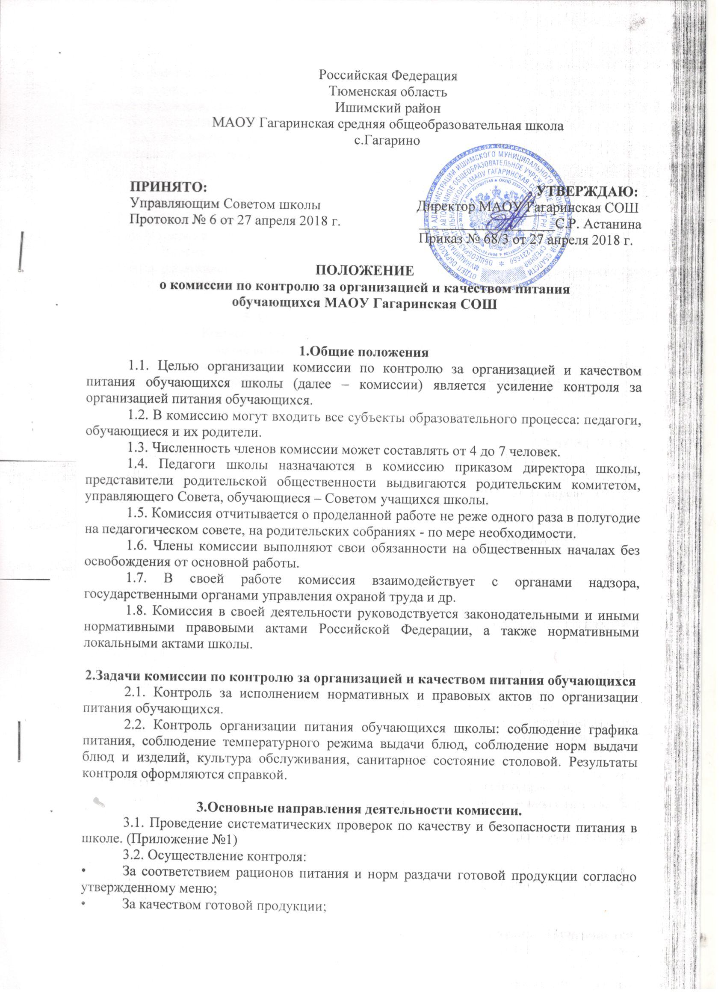 Российская Федерация
Тюменская область
Ишимский район
МАОУ Гагаринская средняя общеобразовательная школа
с.Гагарино
ПРИНЯТО:
Управляющим Советом школы
Протокол № 6 от 27 апреля 2018 г.
УТВЕРЖДАЮ:
Директор МАОУ Гагаринская СОШ
С.Р. Астанина
Приказ № 68/3 от 27 апреля 2018 г.
ПОЛОЖЕНИЕ
о комиссии по контролю за организацией и качеством питания
обучающихся МАОУ Гагаринская СОШ
1.Общие положения
1.1. Целью организации комиссии по контролю за организацией и качеством
питания обучающихся школы (далее – комиссии) является усиление контроля за
организацией питания обучающихся.
1.2. В комиссию могут входить все субъекты образовательного процесса: педагоги,
обучающиеся и их родители.
1.3. Численность членов комиссии может составлять от 4 до 7 человек.
1.4. Педагоги школы назначаются в комиссию приказом директора школы,
представители родительской общественности выдвигаются родительским комитетом,
управляющего Совета, обучающиеся – Советом учащихся школы.
1.5. Комиссия отчитывается о проделанной работе не реже одного раза в полугодие
на педагогическом совете, на родительских собраниях - по мере необходимости.
1.6. Члены комиссии выполняют свои обязанности на общественных началах без
освобождения от основной работы.
1.7. В своей работе комиссия взаимодействует с органами надзора,
государственными органами управления охраной труда и др.
1.8. Комиссия в своей деятельности руководствуется законодательными и иными
нормативными правовыми актами Российской Федерации, а также нормативными
локальными актами школы.
2.Задачи комиссии по контролю за организацией и качеством питания обучающихся
2.1. Контроль за исполнением нормативных и правовых актов по организации
питания обучающихся.
2.2. Контроль организации питания обучающихся школы: соблюдение графика
питания, соблюдение температурного режима выдачи блюд, соблюдение норм выдачи
блюд и изделий, культура обслуживания, санитарное состояние столовой. Результаты
контроля оформляются справкой.
3.Основные направления деятельности комиссии.
3.1. Проведение систематических проверок по качеству и безопасности питания в
школе. (Приложение №1)
3.2. Осуществление контроля:
• За соответствием рационов питания и норм раздачи готовой продукции согласно
утвержденному меню;
• За качеством готовой продукции;